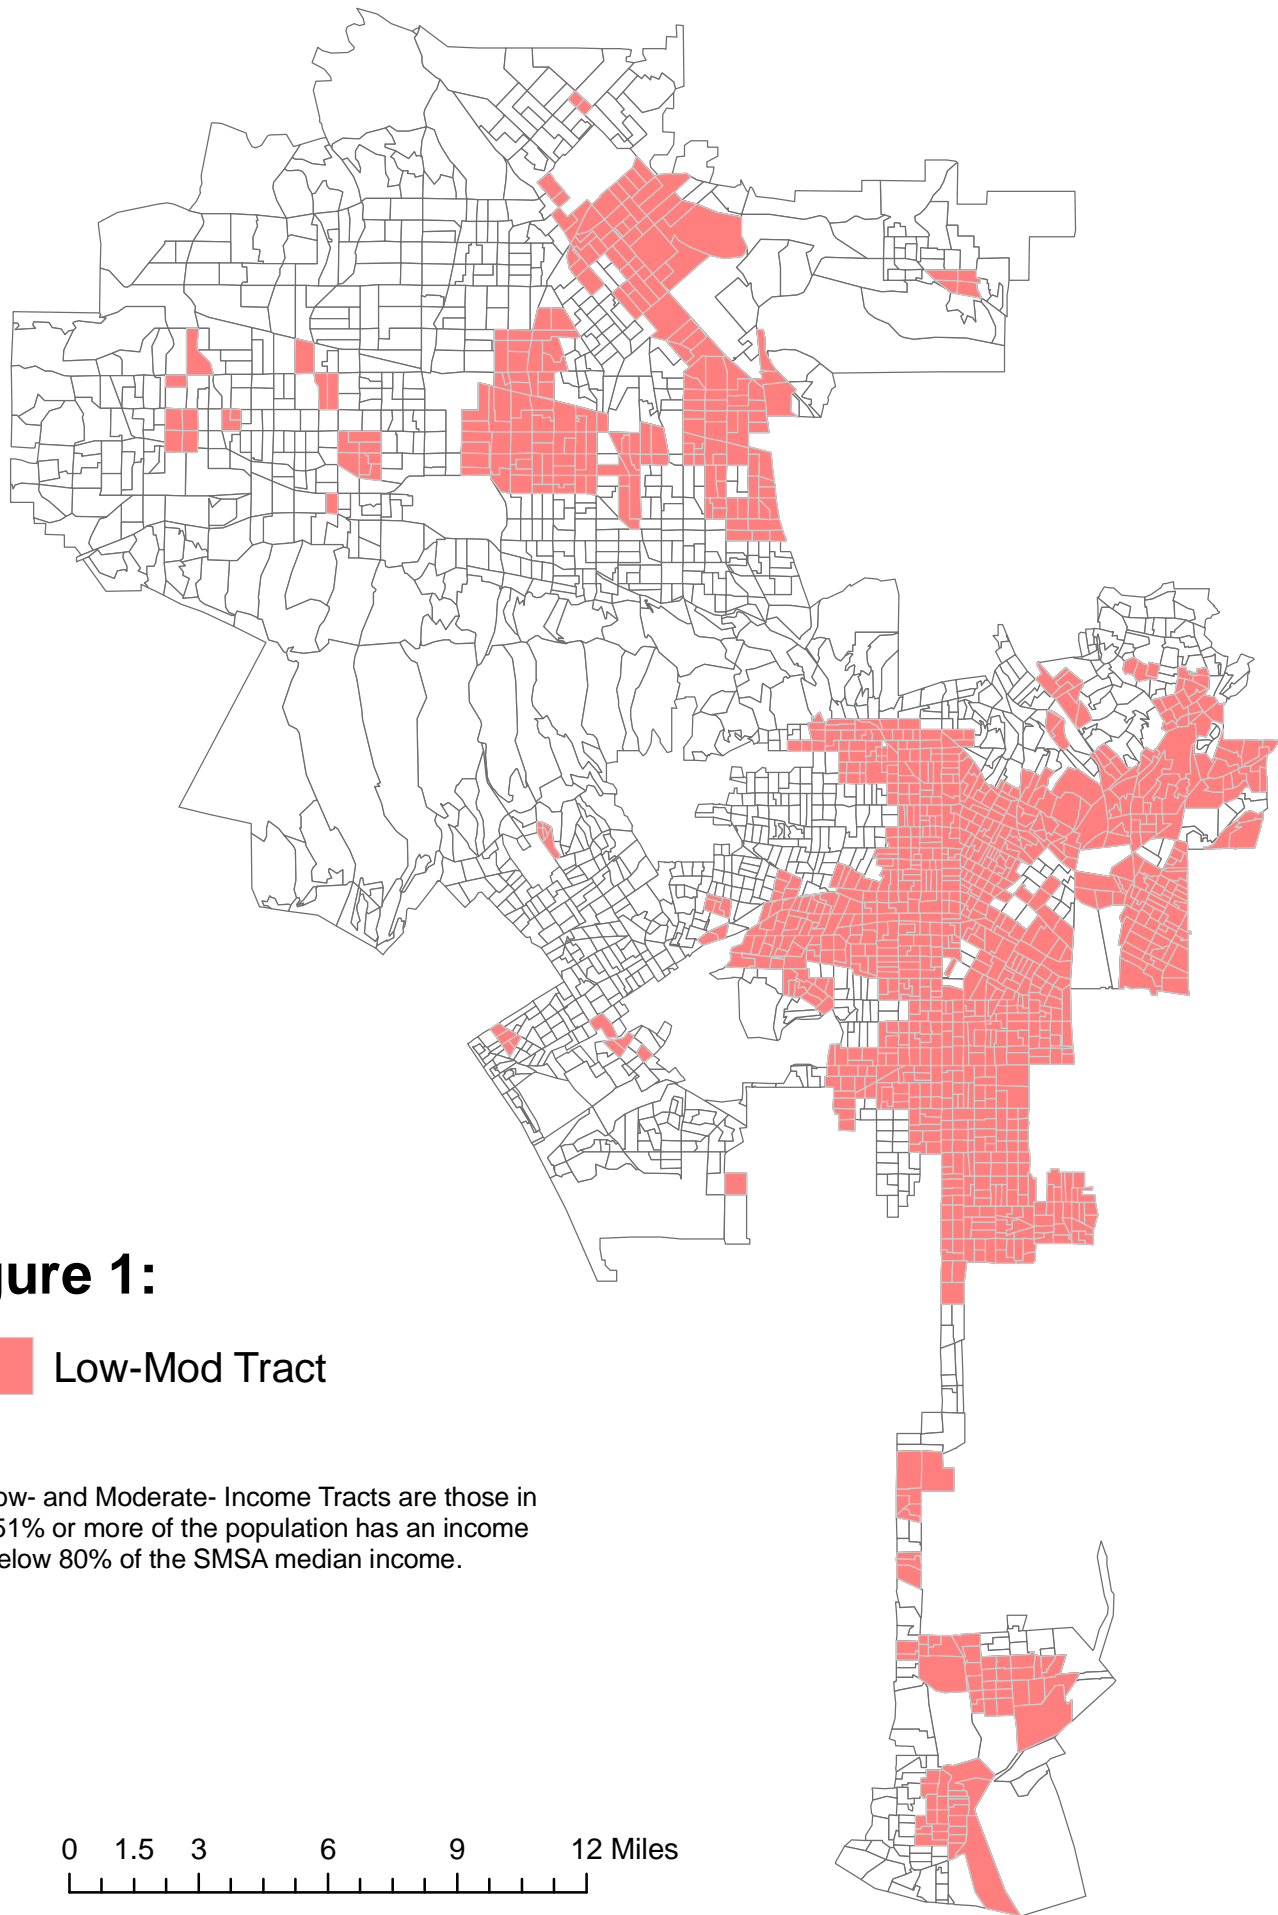 gure 1:
Low-Mod Tract
ow- and Moderate- Income Tracts are those in
51% or more of the population has an income
elow 80% of the SMSA median income.
0 1.5 3 6 9 12 Miles